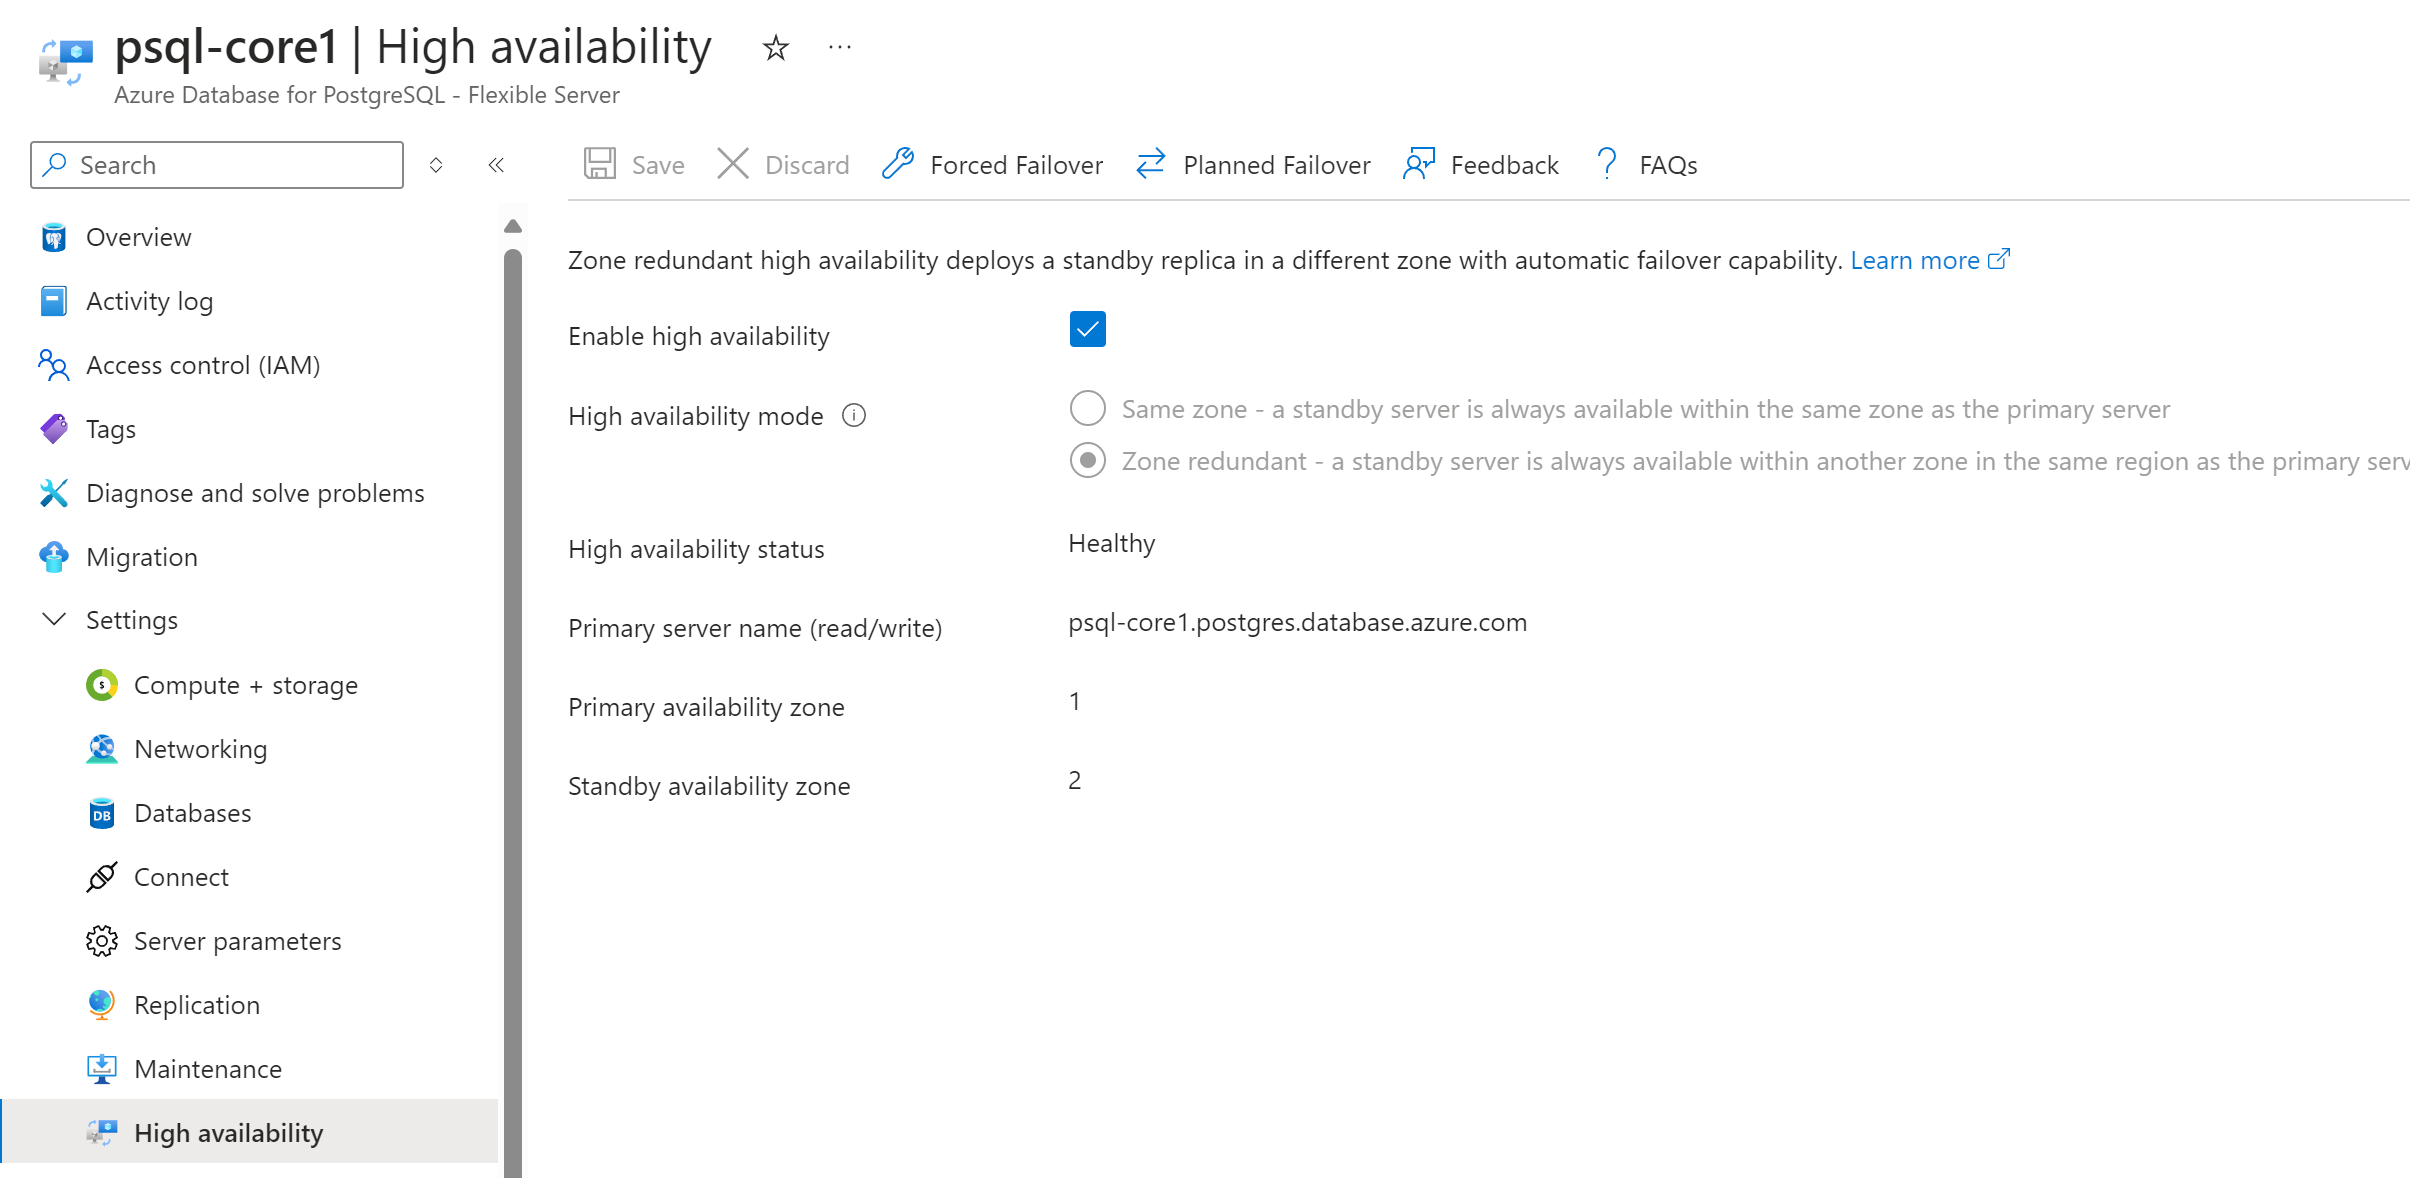 psql-core1 | High availability
Azure Database for PostgreSQL - Flexible Server
Search
Save
Discard
Forced Failover
Planned Failover
Feedback
FAQs
Overview
Activity log
Access control (IAM)
Tags
Diagnose and solve problems
Migration
Settings
Compute + storage
Networking
DB
Databases
Connect
Server parameters
Replication
Maintenance
High availability
Zone redundant high availability deploys a standby replica in a different zone with automatic failover capability. Learn more
Enable high availability
High availability mode
Same zone - a standby server is always available within the same zone as the primary server
Zone redundant - a standby server is always available within another zone in the same region as the primary serv
High availability status
Healthy
Primary server name (read/write)
psql-core1.postgres.database.azure.com
Primary availability zone
1
Standby availability zone
2